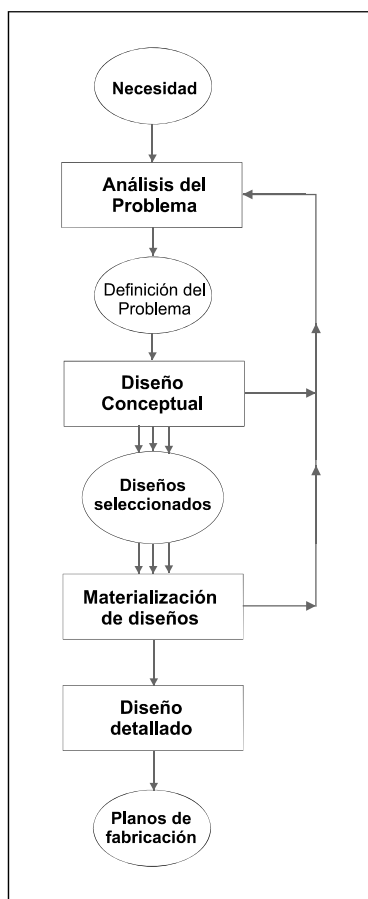 Necesidad
Análisis del
Problema
Definición del
Problema
Diseño
Conceptual
Diseños
seleccionados
Materialización
de diseños
Diseño
detallado
Planos de
fabricación